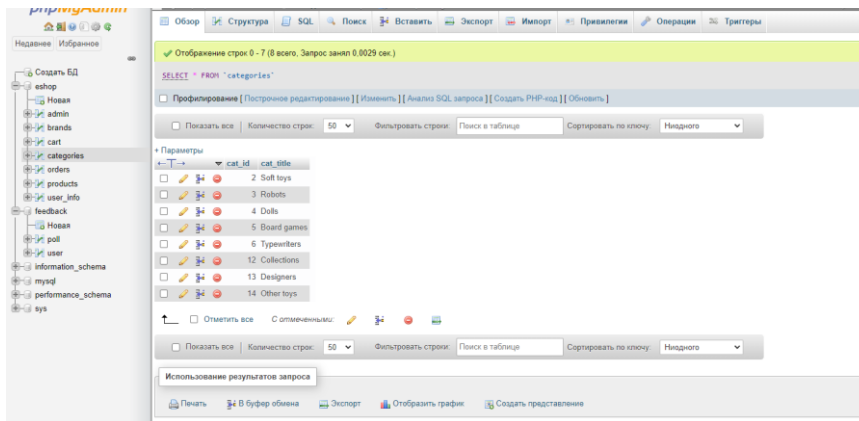 phpMyAdmin
Недавнее Избранное
Создать БД
eshop
Новая
admin
brands
cart
categories
orders
products
user_info
feedback
Новая
poll
user
information_schema
mysql
performance_schema
sys
Обзор Структура SQL Поиск Вставить Экспорт Импорт Привилегии Операции Триггеры
Отображение строк 0 - 7 (8 всего, Запрос занял 0,0029 сек.)
SELECT * FROM `categories`
Профилирование [ Построчное редактирование ] [ Изменить ] [ Анализ SQL запроса ] [ Создать PHP-код ] [ Обновить ]
Показать все | Количество строк: 50 Фильтровать строки: Поиск в таблице Сортировать по ключу: Ниодного
+ Параметры
←T→ cat_id cat_title
2 Soft toys
3 Robots
4 Dolls
5 Board games
6 Typewriters
12 Collections
13 Designers
14 Other toys
Отметить все С отмеченными:
Показать все | Количество строк: 50 Фильтровать строки: Поиск в таблице Сортировать по ключу: Ниодного
Использование результатов запроса
Печать В буфер обмена Экспорт Отобразить график Создать представление